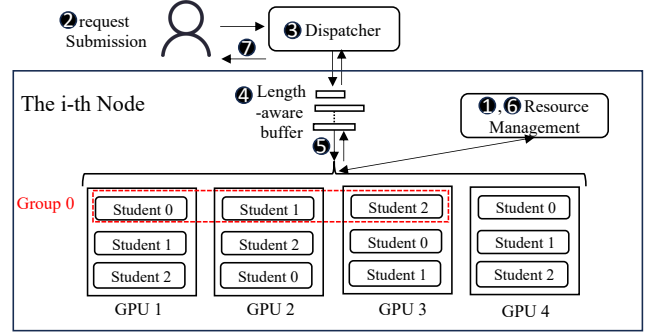 ❷request
Submission
❸ Dispatcher
❼
The i-th Node
❹ Length
-aware
buffer
❶,❻ Resource
Management
❺
Group 0
Student 0
Student 1
Student 2
GPU 1
Student 1
Student 2
Student 0
GPU 2
Student 2
Student 0
Student 1
GPU 3
Student 0
Student 1
Student 2
GPU 4